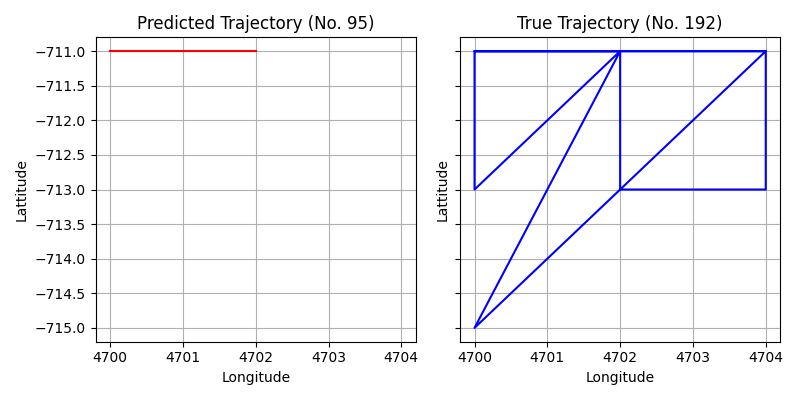 Predicted Trajectory (No. 95)
−711.0
−711.5
−712.0
−712.5
−713.0
−713.5
−714.0
−714.5
−715.0
Lattitude
4700 4701 4702 4703 4704
Longitude
True Trajectory (No. 192)
Lattitude
4700 4701 4702 4703 4704
Longitude